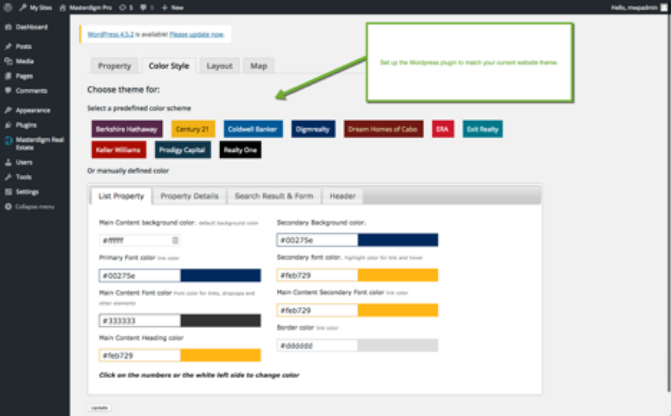 My Sites Masterdigm Pro 5 0 + New Hello, mwpadmin
Dashboard
Posts
Media
Pages
Comments
Appearance
Plugins
Masterdigm Real
Estate
Users
Tools
Settings
Collapse menu
WordPress 4.5.2 is available! Please update now.
Set up the Wordpress plugin to match your current website theme.
Property Color Style Layout Map
Choose theme for:
Select a predefined color scheme
Berkshire Hathaway Century 21 Coldwell Banker Digmrealty Dream Homes of Cabo ERA Exit Realty
Keller Williams Prodigy Capital Realty One
Or manually defined color
List Property Property Details Search Result & Form Header
Main Content background color. default background color
#ffffff
Primary Font color link color
#00275e
Main Content Font color Font color for links, dropcaps and
other elements
#333333
Main Content Heading color
#feb729
Secondary Background color.
#00275e
Secondary font color. highlight color for link and hover
#feb729
Main Content Secondary Font color link color
#feb729
Border color link color
#dddddd
Click on the numbers or the white left side to change color
Update